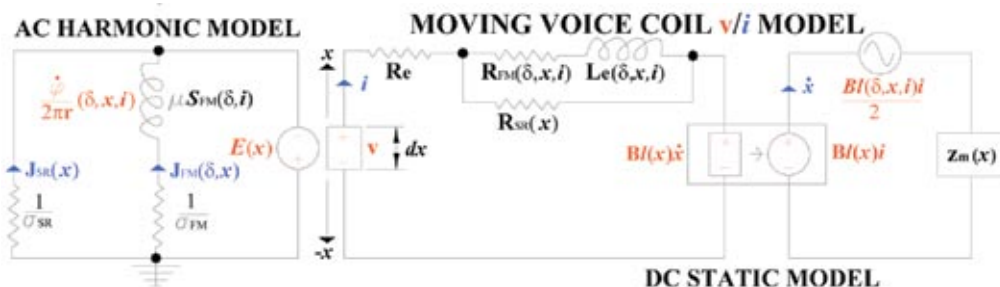 AC HARMONIC MODEL
MOVING VOICE COIL v/i MODEL
φ̇/2πr (δ,x,i)
μSFM(δ,i)
JSR(x)
JFM(δ,x)
1/σSR
1/σFM
E(x)
x
-x
i
v
dx
Re
RFM(δ,x,i)
Le(δ,x,i)
RSR(x)
Bl(x)ẋ
ẋ
Bl(δ,x,i)i/2
Bl(x)i
Zm(x)
DC STATIC MODEL